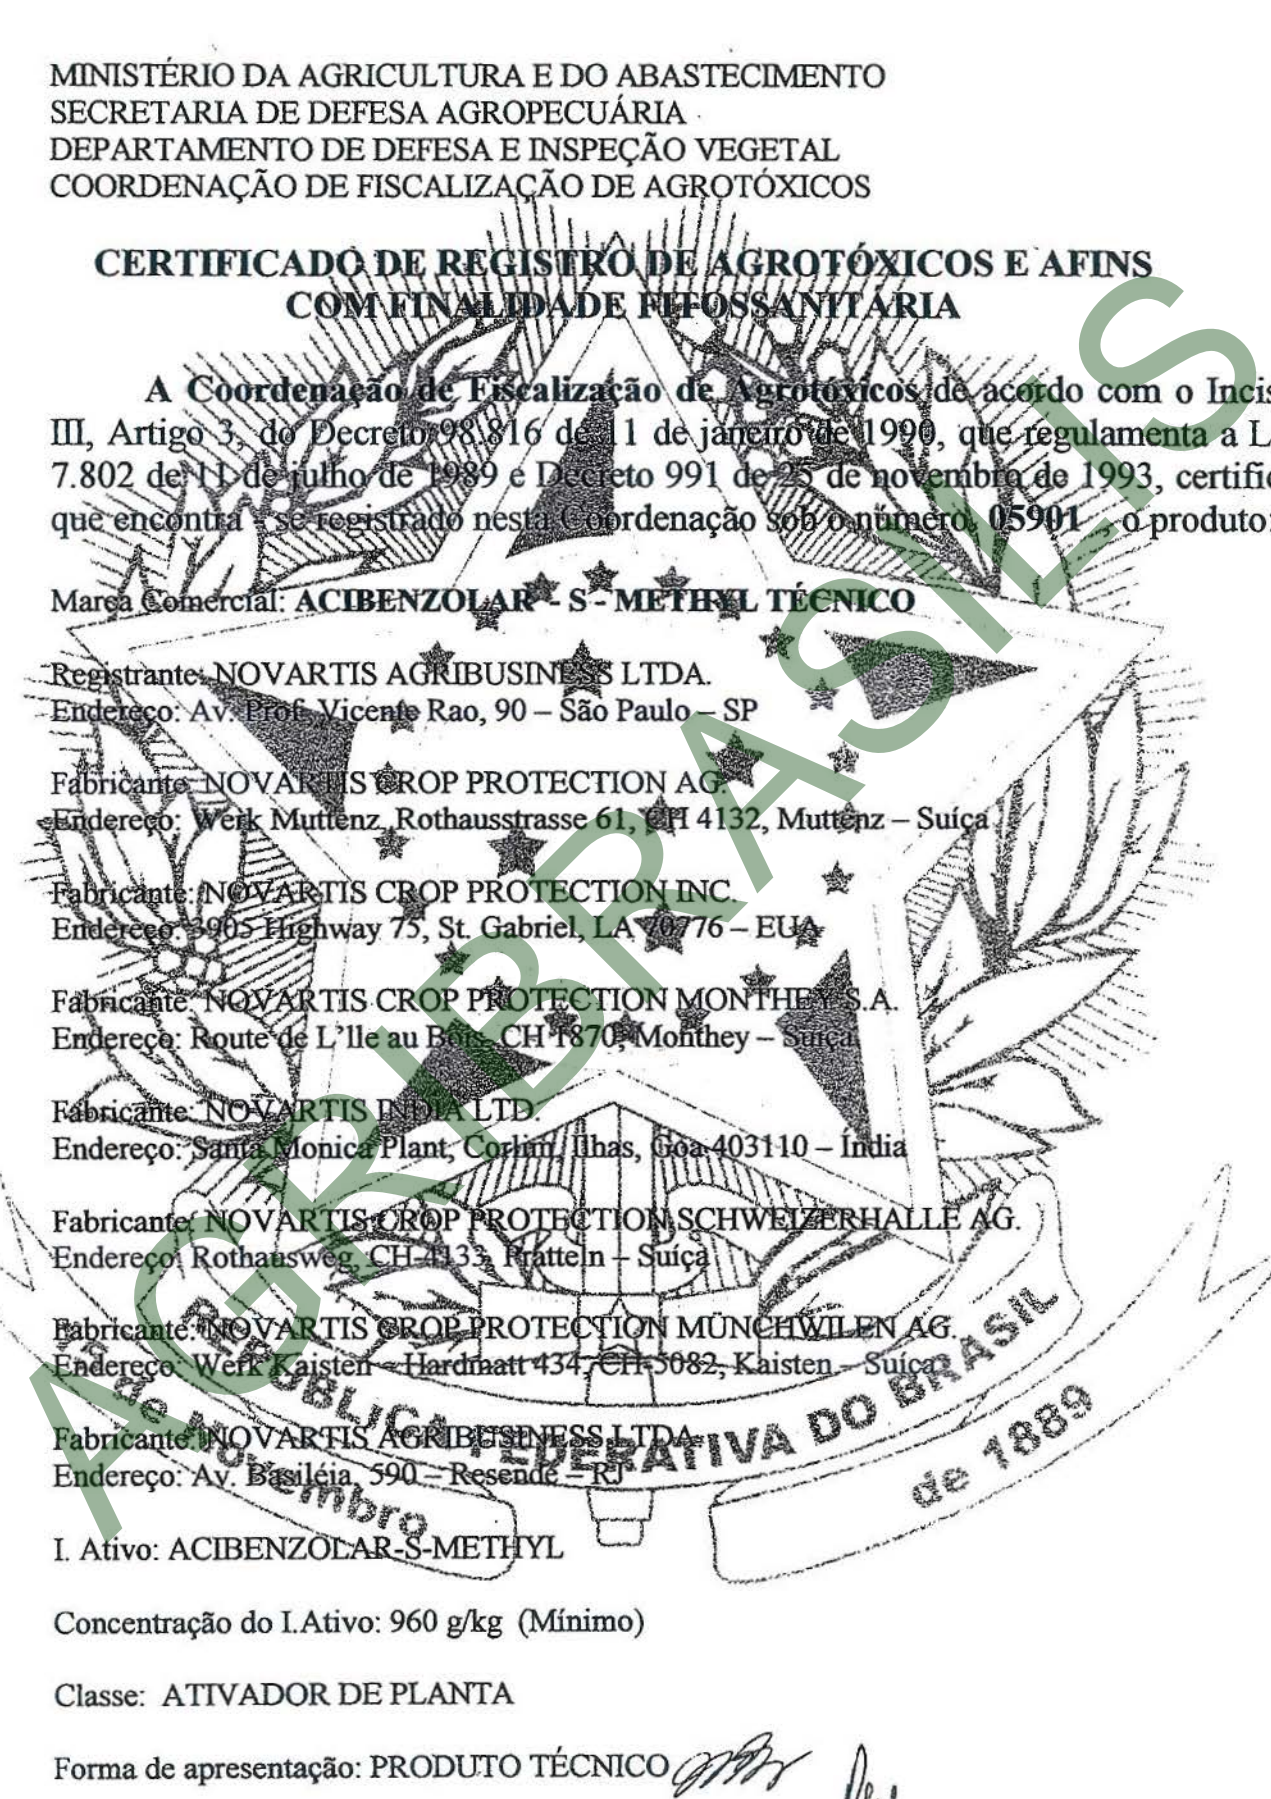 MINISTÉRIO DA AGRICULTURA E DO ABASTECIMENTO
SECRETARIA DE DEFESA AGROPECUÁRIA
DEPARTAMENTO DE DEFESA E INSPEÇÃO VEGETAL
COORDENAÇÃO DE FISCALIZAÇÃO DE AGROTÓXICOS
CERTIFICADO DE REGISTRO DE AGROTÓXICOS E AFINS
COM FINALIDADE FITOSSANITÁRIA
A Coordenação de Fiscalização de Agrotóxicos de acordo com o Incis
III, Artigo 3, do Decreto 98.816 de 11 de janeiro de 1990, que regulamenta a L
7.802 de 11 de julho de 1989 e Decreto 991 de 25 de novembro de 1993, certific
que encontra - se registrado nesta Coordenação sob o número, 05901 , o produto:
Marca Comercial: ACIBENZOLAR - S - METHYL TÉCNICO
Registrante: NOVARTIS AGRIBUSINESS LTDA.
Endereço: Av. Prof. Vicente Rao, 90 – São Paulo – SP
Fabricante: NOVARTIS CROP PROTECTION AG.
Endereço: Werk Muttenz, Rothausstrasse 61, CH 4132, Muttenz – Suíça
Fabricante: NOVARTIS CROP PROTECTION INC.
Endereço: 3905 Highway 75, St. Gabriel, LA 70776 – EUA
Fabricante: NOVARTIS CROP PROTECTION MONTHEY S.A.
Endereço: Route de L’lle au Bois, CH 1870, Monthey – Suíça
Fabricante: NOVARTIS INDIA LTD.
Endereço: Santa Monica Plant, Corlim, Ilhas, Goa 403110 – Índia
Fabricante: NOVARTIS CROP PROTECTION SCHWEIZERHALLE AG.
Endereço: Rothausweg, CH-4133, Pratteln – Suíça
Fabricante: NOVARTIS CROP PROTECTION MÜNCHWILEN AG.
Endereço: Werk Kaisten – Hardmatt 434, CH-5082, Kaisten – Suíça
Fabricante: NOVARTIS AGRIBUSINESS LTDA.
Endereço: Av. Basiléia, 590 – Resende – RJ
I. Ativo: ACIBENZOLAR-S-METHYL
Concentração do I.Ativo: 960 g/kg (Mínimo)
Classe: ATIVADOR DE PLANTA
Forma de apresentação: PRODUTO TÉCNICO
REPÚBLICA FEDERATIVA DO BRASIL
15 de Novembro
de 1889
AGRIBRASILIS